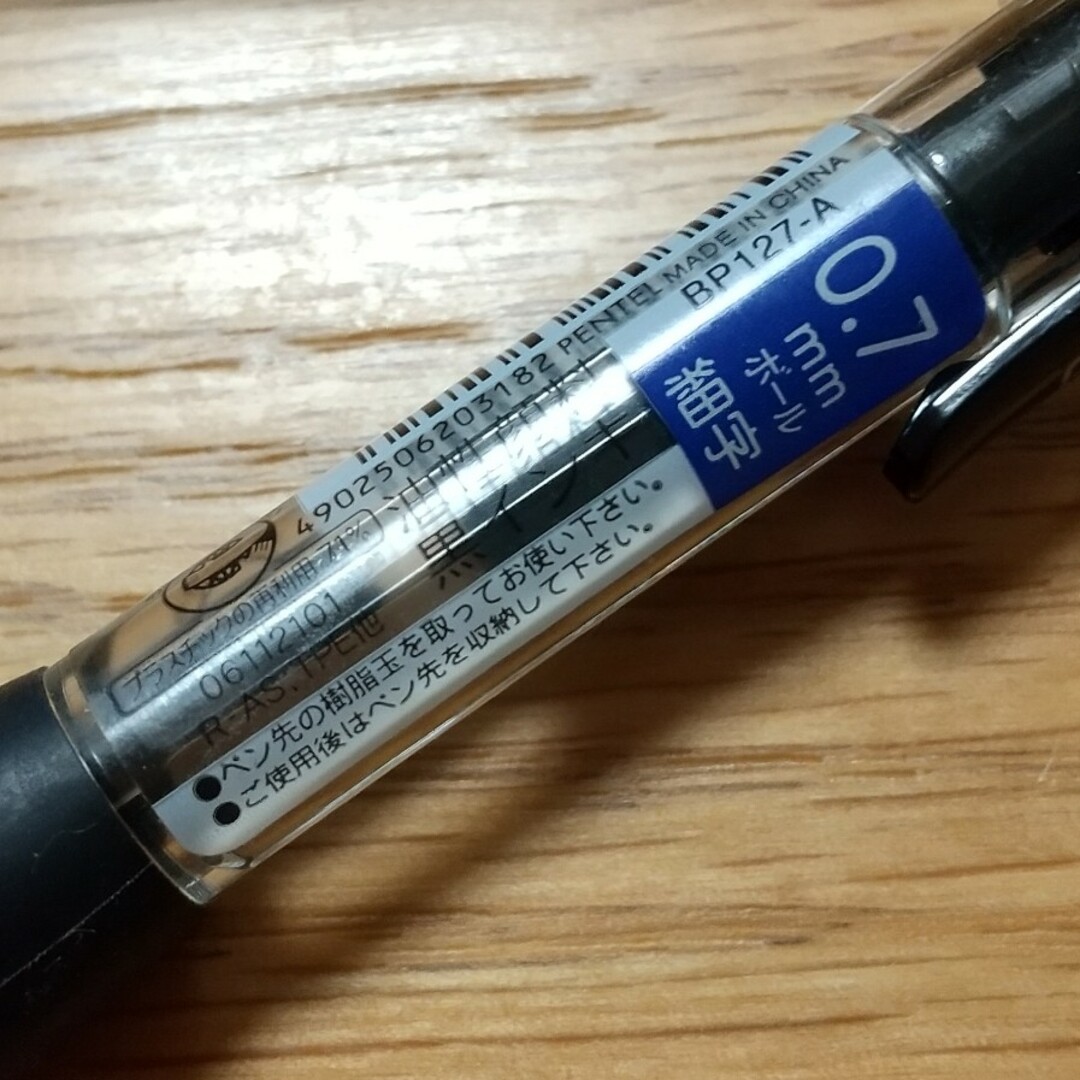 4902506203182 PENTEL MADE IN CHINA
BP127-A
0.7
mm
ボール
細字
油性
黒インキ
プラスチックの再利用 71%
06112101
R-AS.TPE他
●ペン先の樹脂玉を取ってお使い下さい。
●ご使用後はペン先を収納して下さい。